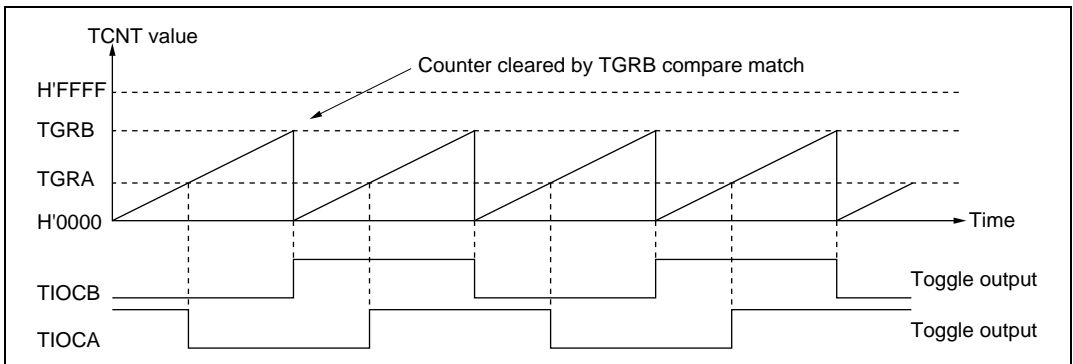 TCNT value
Counter cleared by TGRB compare match
H'FFFF
TGRB
TGRA
H'0000
Time
TIOCB
Toggle output
TIOCA
Toggle output